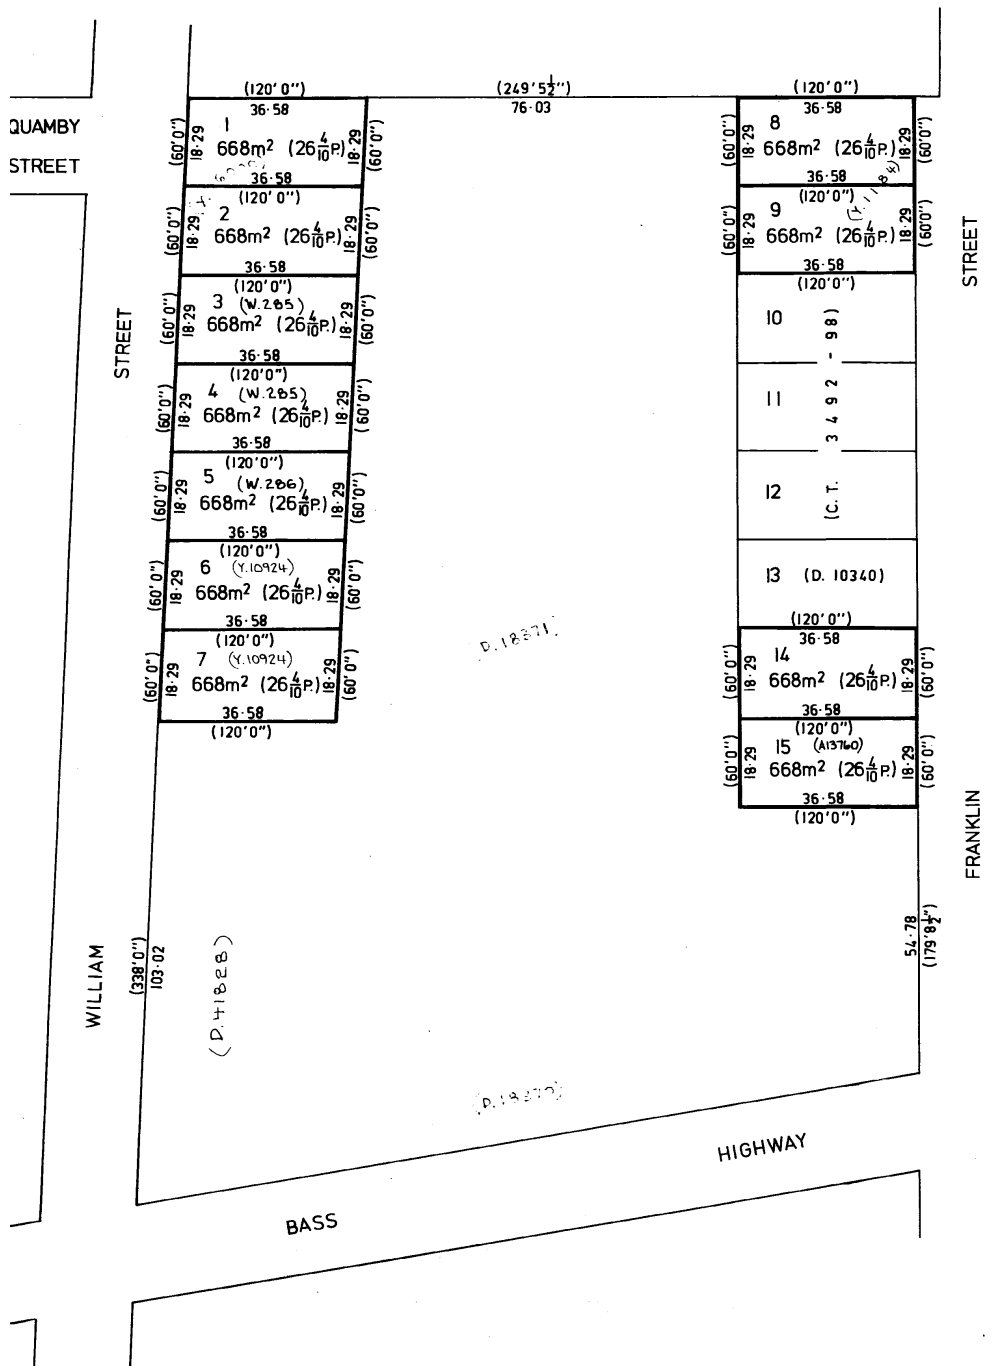 QUAMBY
STREET
STREET
WILLIAM
(120'0") (249'5½") (120'0")
36·58 76·03 36·58
1
668m² (26 4/10 P.)
(60'0") 18·29 18·29 (60'0")
36·58
(120'0")
2
668m² (26 4/10 P.)
(60'0") 18·29 18·29 (60'0")
36·58
(120'0")
3 (W.285)
668m² (26 4/10 P.)
(60'0") 18·29 18·29 (60'0")
36·58
(120'0")
4 (W.285)
668m² (26 4/10 P.)
(60'0") 18·29 18·29 (60'0")
36·58
(120'0")
5 (W.286)
668m² (26 4/10 P.)
(60'0") 18·29 18·29 (60'0")
36·58
(120'0")
6 (Y.10924)
668m² (26 4/10 P.)
(60'0") 18·29 18·29 (60'0")
36·58
(120'0")
7 (Y.10924)
668m² (26 4/10 P.)
(60'0") 18·29 18·29 (60'0")
36·58
(120'0")
(338'0")
103·02
(D.41828)
(D.18371)
(D.18370)
8
668m² (26 4/10 P.)
(60'0") 18·29 18·29 (60'0")
36·58
(120'0")
(Y.11184)
9
668m² (26 4/10 P.)
(60'0") 18·29 18·29 (60'0")
36·58
(120'0")
10
11
12
(C.T. 3492 - 98)
13 (D. 10340)
(120'0")
36·58
14
668m² (26 4/10 P.)
(60'0") 18·29 18·29 (60'0")
36·58
(120'0")
15 (A13760)
668m² (26 4/10 P.)
(60'0") 18·29 18·29 (60'0")
36·58
(120'0")
54·78
(179'8½")
STREET
FRANKLIN
HIGHWAY
BASS